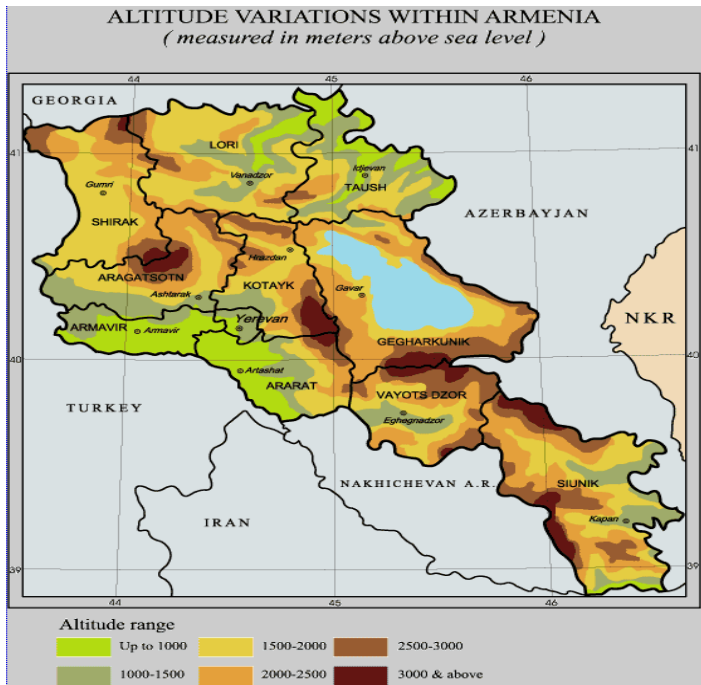 ALTITUDE VARIATIONS WITHIN ARMENIA
( measured in meters above sea level )
44
45
46
GEORGIA
41
41
LORI
Vanadzor
Idjevan
TAUSH
Gumri
SHIRAK
AZERBAYJAN
Hrazdan
ARAGATSOTN
KOTAYK
Gavar
Ashtarak
NKR
ARMAVIR
Armavir
Yerevan
GEGHARKUNIK
40
40
Artashat
ARARAT
VAYOTS DZOR
TURKEY
Eghegnadzor
NAKHICHEVAN A.R.
SIUNIK
IRAN
Kapan
39
39
44
45
46
Altitude range
Up to 1000
1500-2000
2500-3000
1000-1500
2000-2500
3000 & above